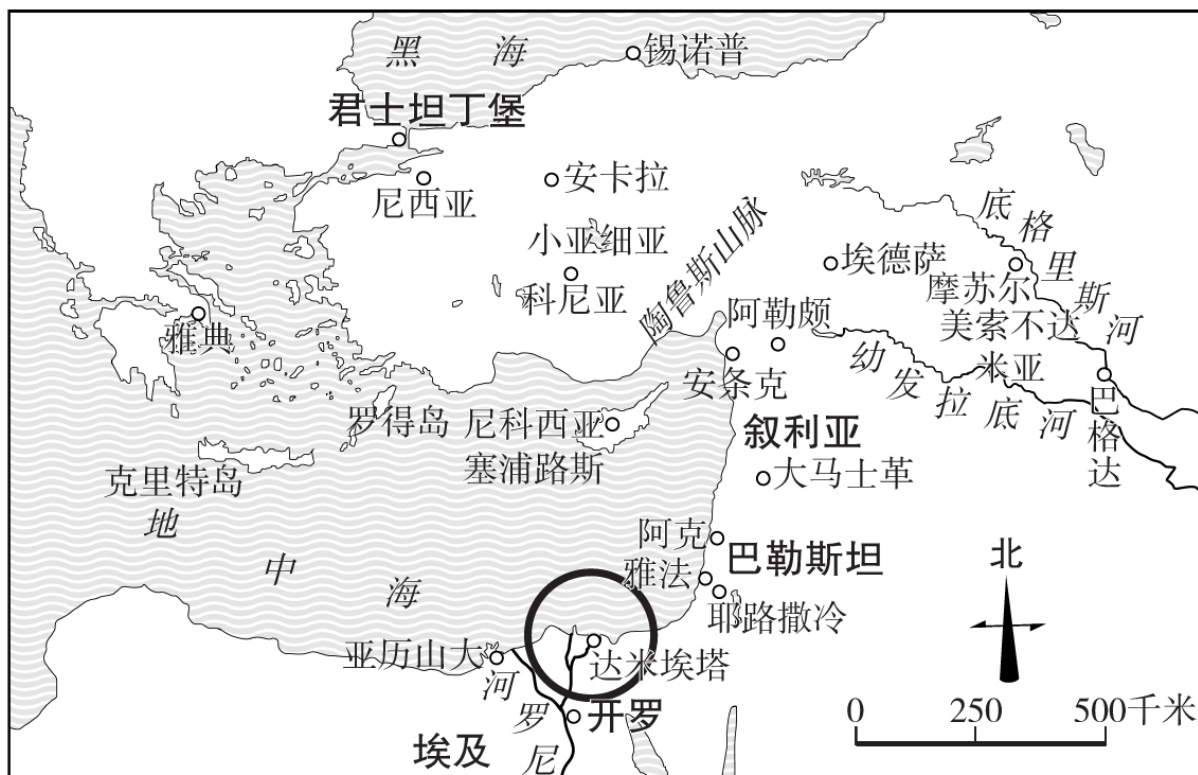 黑海
锡诺普
君士坦丁堡
尼西亚
安卡拉
小亚细亚
科尼亚
陶鲁斯山脉
埃德萨
底格里斯河
摩苏尔
美索不达
米亚
阿勒颇
安条克
幼发拉底河
巴格达
雅典
罗得岛
尼科西亚
塞浦路斯
克里特岛
叙利亚
大马士革
地中海
阿克
巴勒斯坦
雅法
耶路撒冷
北
亚历山大
达米埃塔
河罗尼
开罗
埃及
0 250 500千米